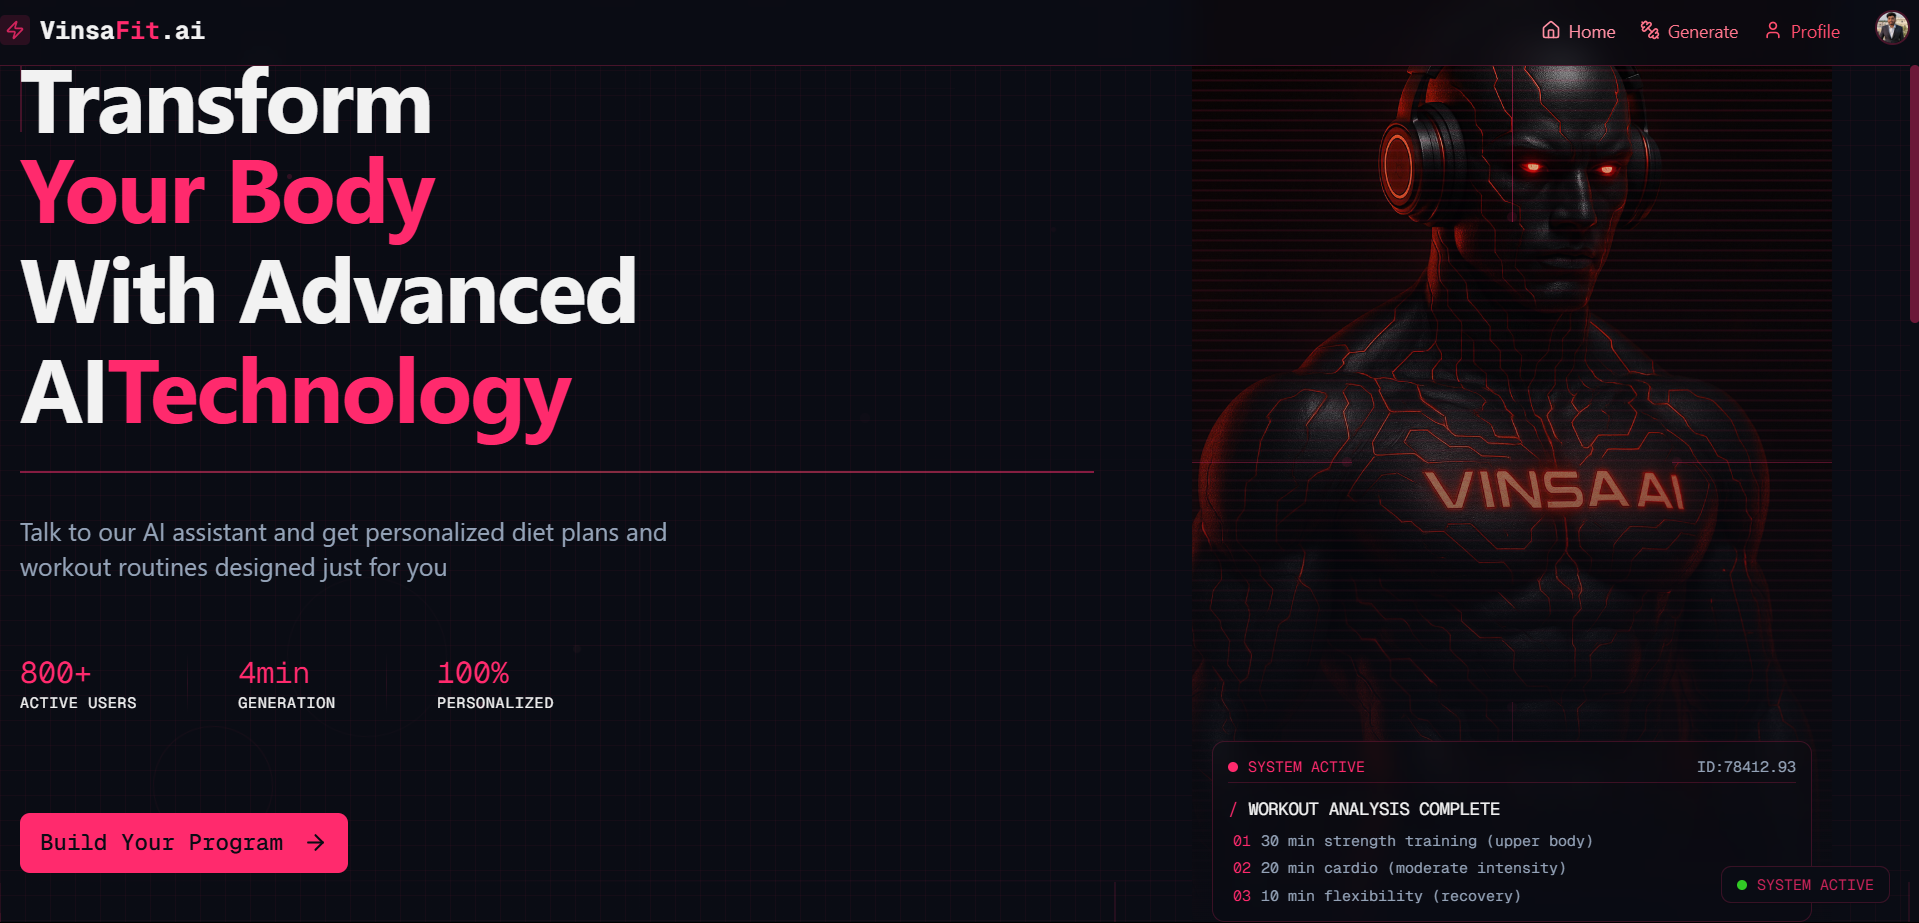 VinsaFit.ai
Home
Generate
Profile
Transform
Your Body
With Advanced
AITechnology
Talk to our AI assistant and get personalized diet plans and
workout routines designed just for you
800+
ACTIVE USERS
4min
GENERATION
100%
PERSONALIZED
Build Your Program
VINSA AI
SYSTEM ACTIVE
ID:78412.93
/ WORKOUT ANALYSIS COMPLETE
01 30 min strength training (upper body)
02 20 min cardio (moderate intensity)
03 10 min flexibility (recovery)
SYSTEM ACTIVE